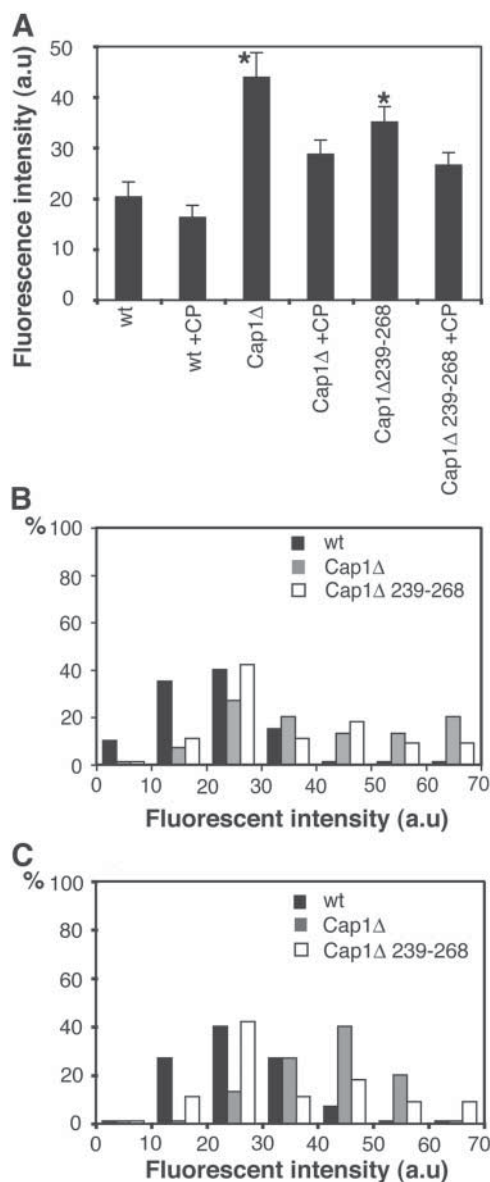 A
Fluorescence intensity (a.u)
50
40
30
20
10
0
*
*
wt
wt +CP
Cap1Δ
Cap1Δ +CP
Cap1Δ239-268
Cap1Δ 239-268 +CP
B
%
100
80
60
40
20
0
wt
Cap1Δ
Cap1Δ 239-268
0 10 20 30 40 50 60 70
Fluorescent intensity (a.u)
C
%
100
80
60
40
20
0
wt
Cap1Δ
Cap1Δ 239-268
0 10 20 30 40 50 60 70
Fluorescent intensity (a.u)